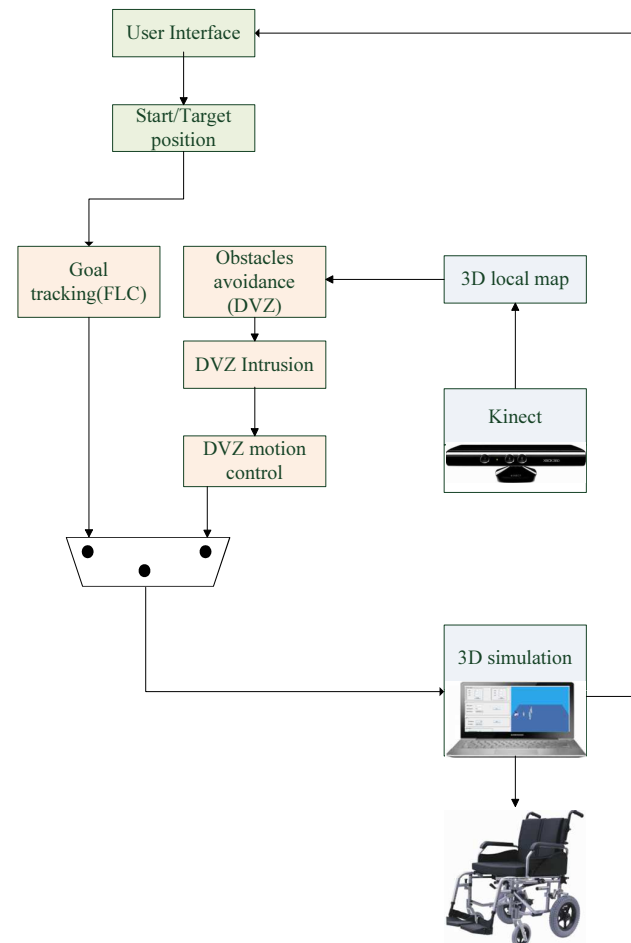 User Interface
Start/Target
position
Goal
tracking(FLC)
Obstacles
avoidance
(DVZ)
3D local map
DVZ Intrusion
Kinect
DVZ motion
control
3D simulation